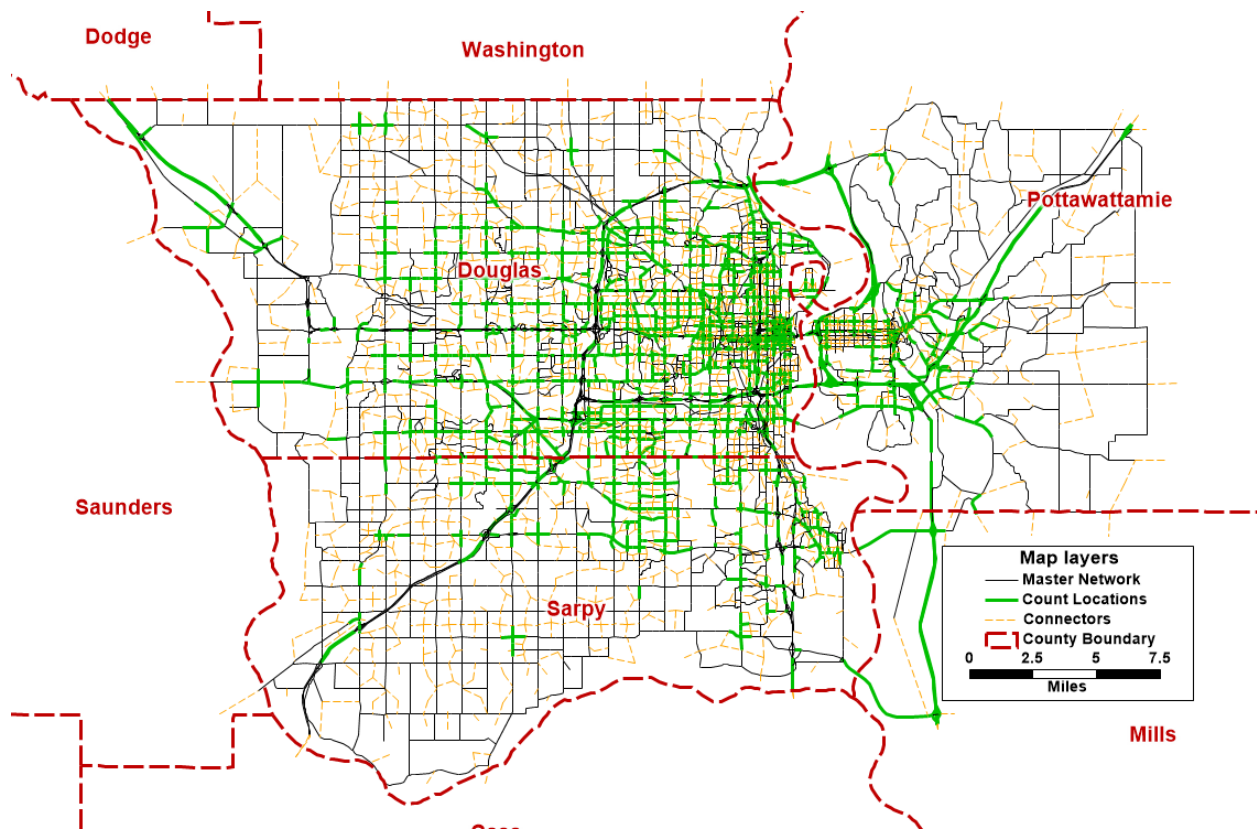 Dodge
Washington
Pottawattamie
Douglas
Saunders
Sarpy
Mills
Map layers
Master Network
Count Locations
Connectors
County Boundary
0 2.5 5 7.5
Miles